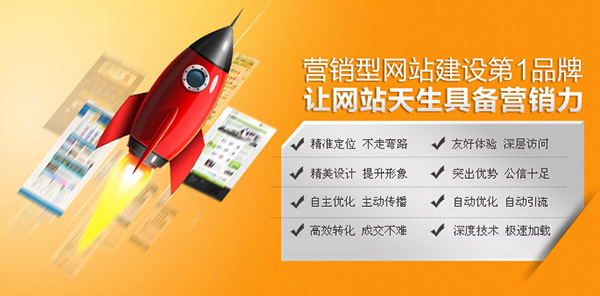 营销型网站建设第1品牌
让网站天生具备营销力
精准定位 不走弯路
友好体验 深层访问
精美设计 提升形象
突出优势 公信十足
自主优化 主动传播
自动优化 自动引流
高效转化 成交不难
深度技术 极速加载